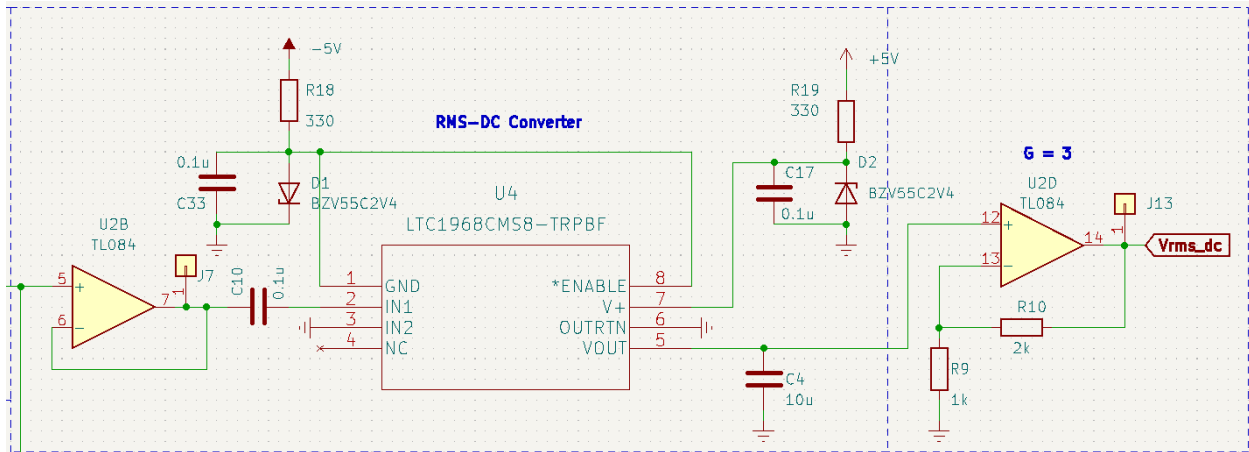 -5V
R18
330
RMS-DC Converter
0.1u
C33
D1
BZV55C2V4
U2B
TL084
5
+
6
-
7
1
J7
C10
0.1u
U4
LTC1968CMS8-TRPBF
1
GND
2
IN1
3
IN2
4
NC
*ENABLE
8
V+
7
OUTRTN
6
VOUT
5
+5V
R19
330
C17
0.1u
D2
BZV55C2V4
C4
10u
G = 3
U2D
TL084
12
+
13
-
14
1
J13
Vrms_dc
R10
2k
R9
1k